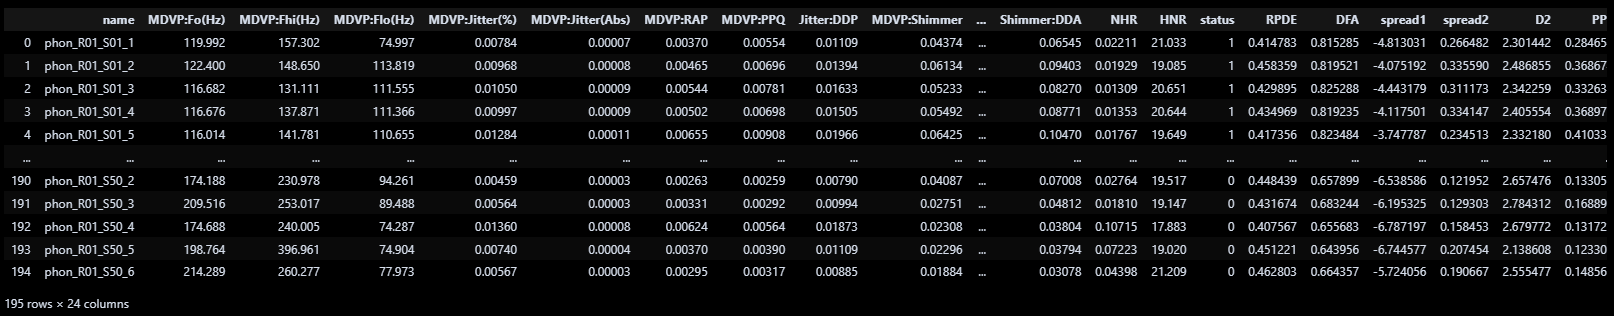 name MDVP:Fo(Hz) MDVP:Fhi(Hz) MDVP:Flo(Hz) MDVP:Jitter(%) MDVP:Jitter(Abs) MDVP:RAP MDVP:PPQ Jitter:DDP MDVP:Shimmer ... Shimmer:DDA NHR HNR status RPDE DFA spread1 spread2 D2 PP
0 phon_R01_S01_1 119.992 157.302 74.997 0.00784 0.00007 0.00370 0.00554 0.01109 0.04374 ... 0.06545 0.02211 21.033 1 0.414783 0.815285 -4.813031 0.266482 2.301442 0.28465
1 phon_R01_S01_2 122.400 148.650 113.819 0.00968 0.00008 0.00465 0.00696 0.01394 0.06134 ... 0.09403 0.01929 19.085 1 0.458359 0.819521 -4.075192 0.335590 2.486855 0.36867
2 phon_R01_S01_3 116.682 131.111 111.555 0.01050 0.00009 0.00544 0.00781 0.01633 0.05233 ... 0.08270 0.01309 20.651 1 0.429895 0.825288 -4.443179 0.311173 2.342259 0.33263
3 phon_R01_S01_4 116.676 137.871 111.366 0.00997 0.00009 0.00502 0.00698 0.01505 0.05492 ... 0.08771 0.01353 20.644 1 0.434969 0.819235 -4.117501 0.334147 2.405554 0.36897
4 phon_R01_S01_5 116.014 141.781 110.655 0.01284 0.00011 0.00655 0.00908 0.01966 0.06425 ... 0.10470 0.01767 19.649 1 0.417356 0.823484 -3.747787 0.234513 2.332180 0.41033
... ... ... ... ... ... ... ... ... ... ... ... ... ... ... ... ... ... ... ... ... .
190 phon_R01_S50_2 174.188 230.978 94.261 0.00459 0.00003 0.00263 0.00259 0.00790 0.04087 ... 0.07008 0.02764 19.517 0 0.448439 0.657899 -6.538586 0.121952 2.657476 0.13305
191 phon_R01_S50_3 209.516 253.017 89.488 0.00564 0.00003 0.00331 0.00292 0.00994 0.02751 ... 0.04812 0.01810 19.147 0 0.431674 0.683244 -6.195325 0.129303 2.784312 0.16889
192 phon_R01_S50_4 174.688 240.005 74.287 0.01360 0.00008 0.00624 0.00564 0.01873 0.02308 ... 0.03804 0.10715 17.883 0 0.407567 0.655683 -6.787197 0.158453 2.679772 0.13172
193 phon_R01_S50_5 198.764 396.961 74.904 0.00740 0.00004 0.00370 0.00390 0.01109 0.02296 ... 0.03794 0.07223 19.020 0 0.451221 0.643956 -6.744577 0.207454 2.138608 0.12330
194 phon_R01_S50_6 214.289 260.277 77.973 0.00567 0.00003 0.00295 0.00317 0.00885 0.01884 ... 0.03078 0.04398 21.209 0 0.462803 0.664357 -5.724056 0.190667 2.555477 0.14856
195 rows × 24 columns